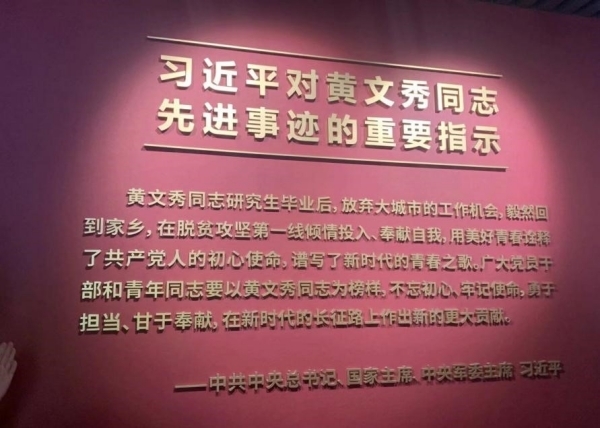 习近平对黄文秀同志
先进事迹的重要指示
黄文秀同志研究生毕业后,放弃大城市的工作机会,毅然回
到家乡,在脱贫攻坚第一线倾情投入、奉献自我,用美好青春诠释
了共产党人的初心使命,谱写了新时代的青春之歌。广大党员干
部和青年同志要以黄文秀同志为榜样,不忘初心、牢记使命,勇于
担当、甘于奉献,在新时代的长征路上作出新的更大贡献。
——中共中央总书记、国家主席、中央军委主席 习近平